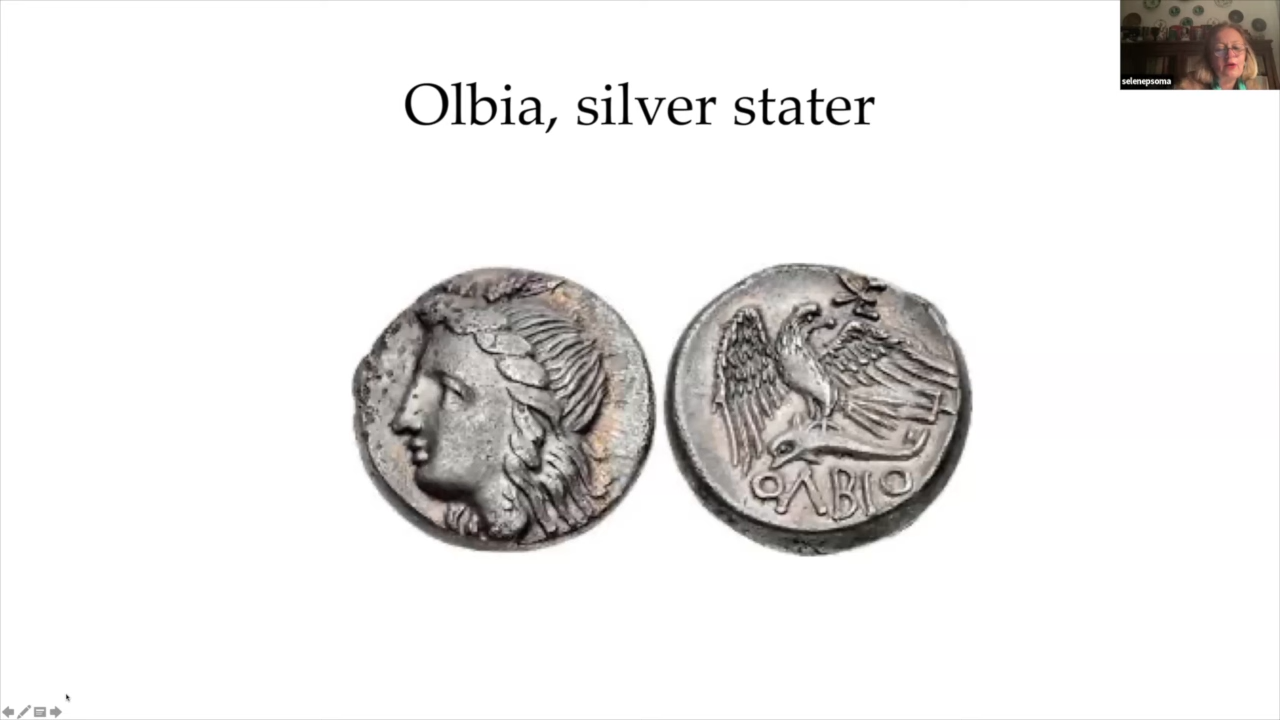 Olbia, silver stater
selenepsoma
ΟΛΒΙΟ